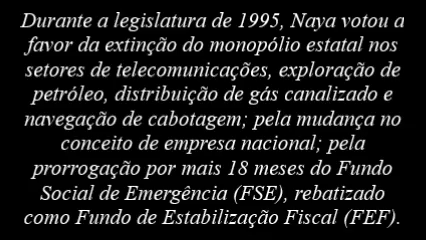 Durante a legislatura de 1995, Naya votou a
favor da extinção do monopólio estatal nos
setores de telecomunicações, exploração de
petróleo, distribuição de gás canalizado e
navegação de cabotagem; pela mudança no
conceito de empresa nacional; pela
prorrogação por mais 18 meses do Fundo
Social de Emergência (FSE), rebatizado
como Fundo de Estabilização Fiscal (FEF).